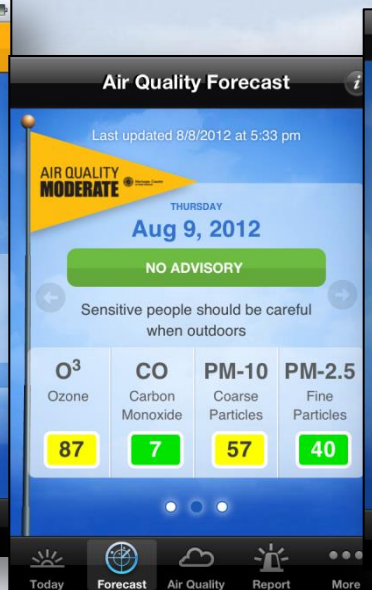 Air Quality Forecast
i
Last updated 8/8/2012 at 5:33 pm
AIR QUALITY
MODERATE
THURSDAY
Aug 9, 2012
NO ADVISORY
Sensitive people should be careful
when outdoors
O³ CO PM-10 PM-2.5
Ozone Carbon Monoxide Coarse Particles Fine Particles
87 7 57 40
Today Forecast Air Quality Report More